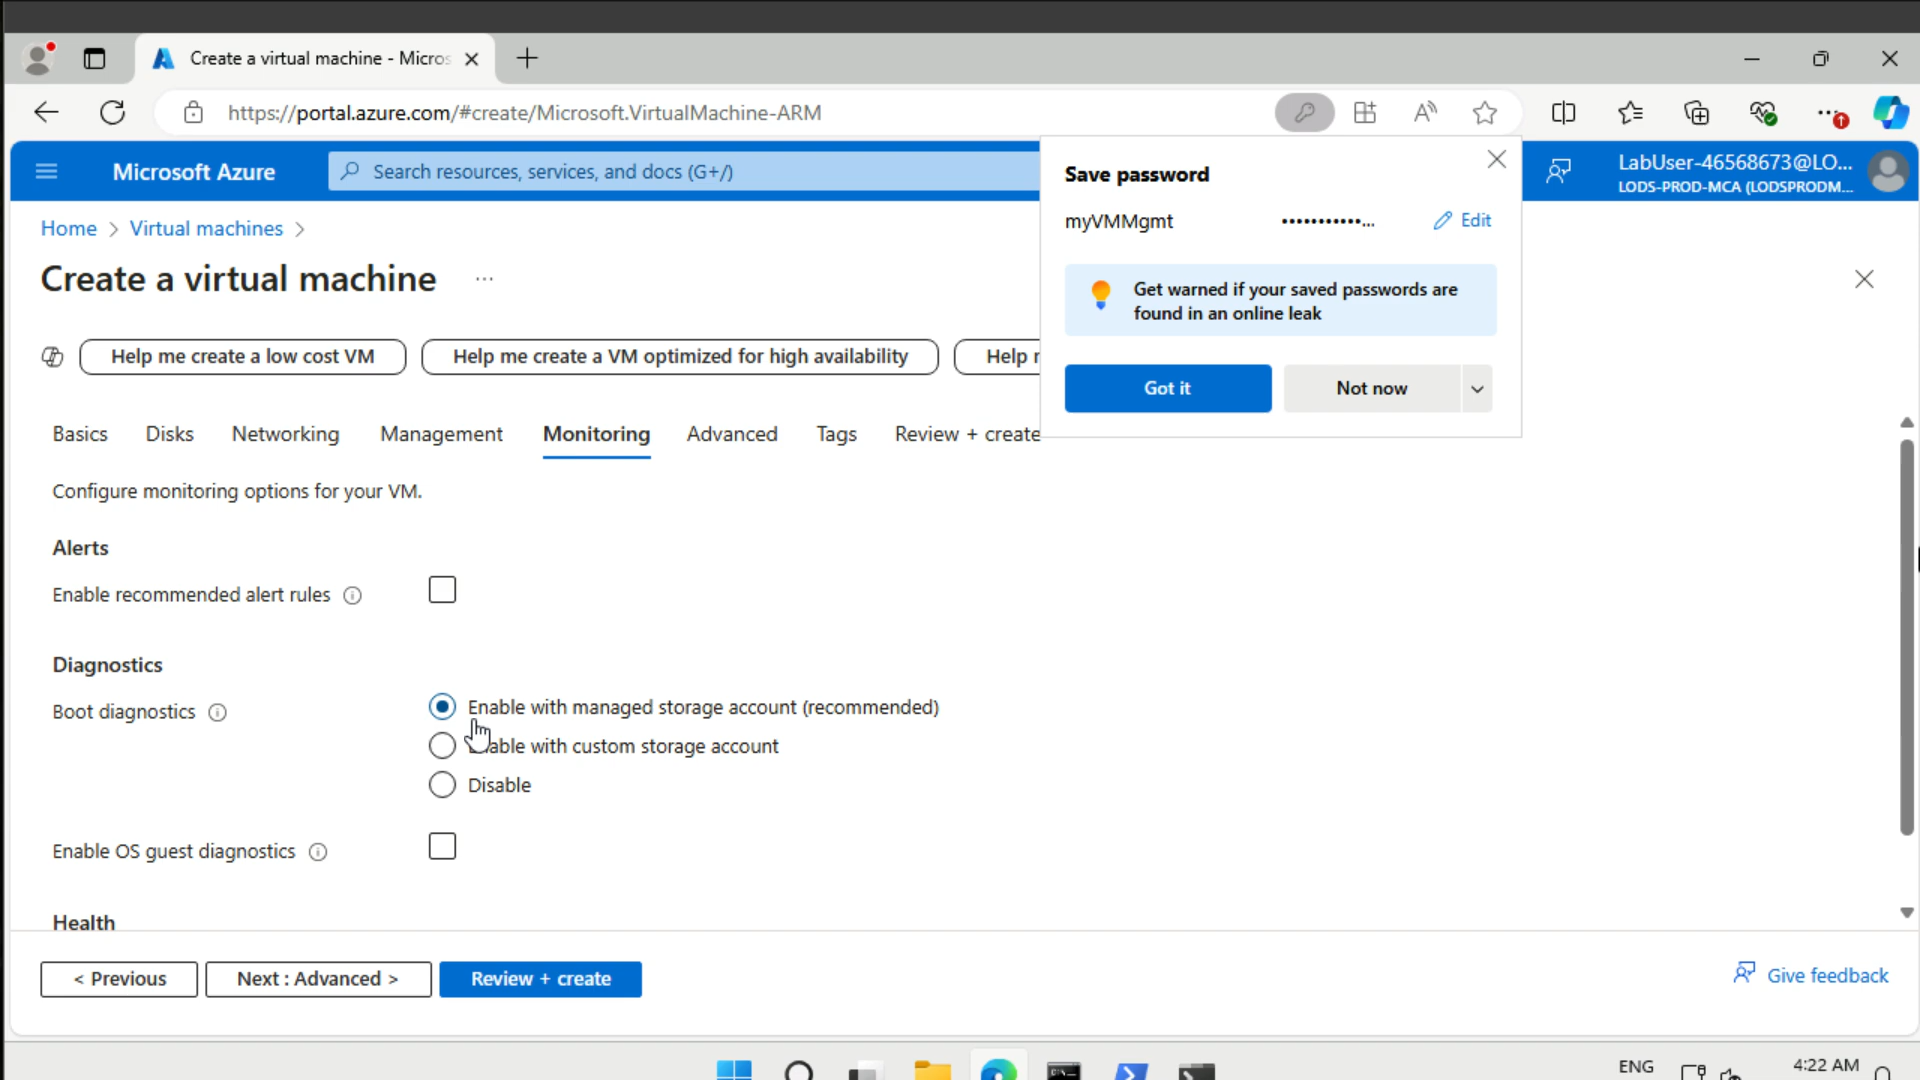 Create a virtual machine - Micros
https://portal.azure.com/#create/Microsoft.VirtualMachine-ARM
Microsoft Azure
Search resources, services, and docs (G+/)
LabUser-46568673@LO...
LODS-PROD-MCA (LODSPRODM...
Save password
myVMMgmt
•••••••••••...
Edit
Get warned if your saved passwords are
found in an online leak
Got it
Not now
Home > Virtual machines >
Create a virtual machine ...
Help me create a low cost VM
Help me create a VM optimized for high availability
Help
Basics
Disks
Networking
Management
Monitoring
Advanced
Tags
Review + create
Configure monitoring options for your VM.
Alerts
Enable recommended alert rules
Diagnostics
Boot diagnostics
Enable with managed storage account (recommended)
Enable with custom storage account
Disable
Enable OS guest diagnostics
Health
< Previous
Next : Advanced >
Review + create
Give feedback
ENG
4:22 AM